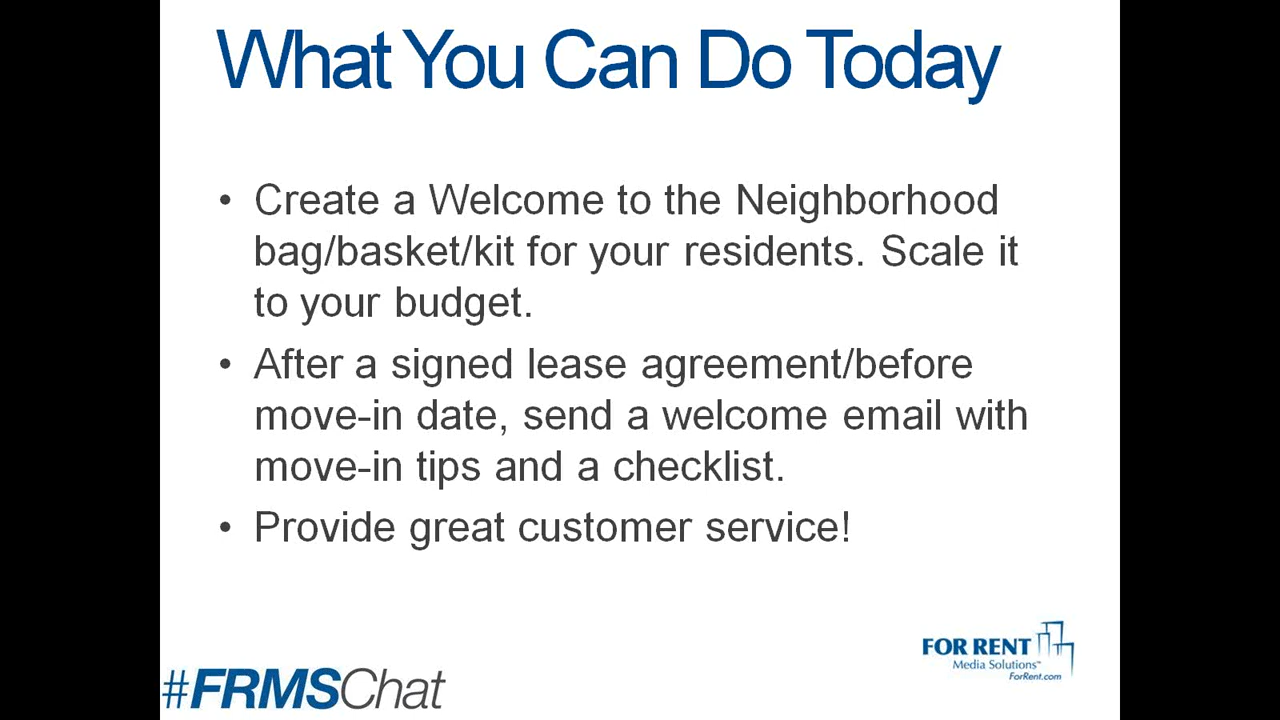 What You Can Do Today
• Create a Welcome to the Neighborhood
bag/basket/kit for your residents. Scale it
to your budget.
• After a signed lease agreement/before
move-in date, send a welcome email with
move-in tips and a checklist.
• Provide great customer service!
FOR RENT
Media Solutions™
ForRent.com
#FRMSChat